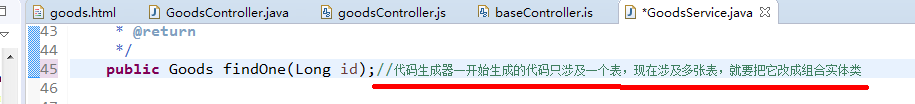 goods.html GoodsController.java goodsController.js baseController.js *GoodsService.java
43 * @return
44 */
45 public Goods findOne(Long id);//代码生成器一开始生成的代码只涉及一个表，现在涉及多张表，就要把它改成组合实体类
46